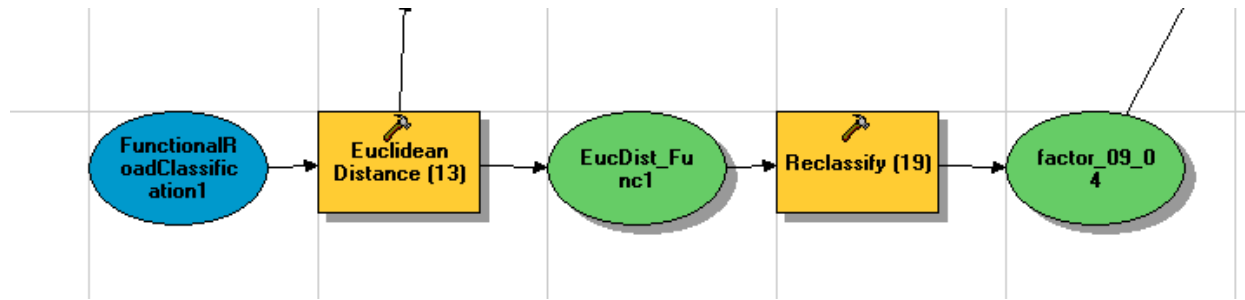 FunctionalR
oadClassific
ation1
Euclidean
Distance (13)
EucDist_Fu
nc1
Reclassify (19)
factor_09_0
4